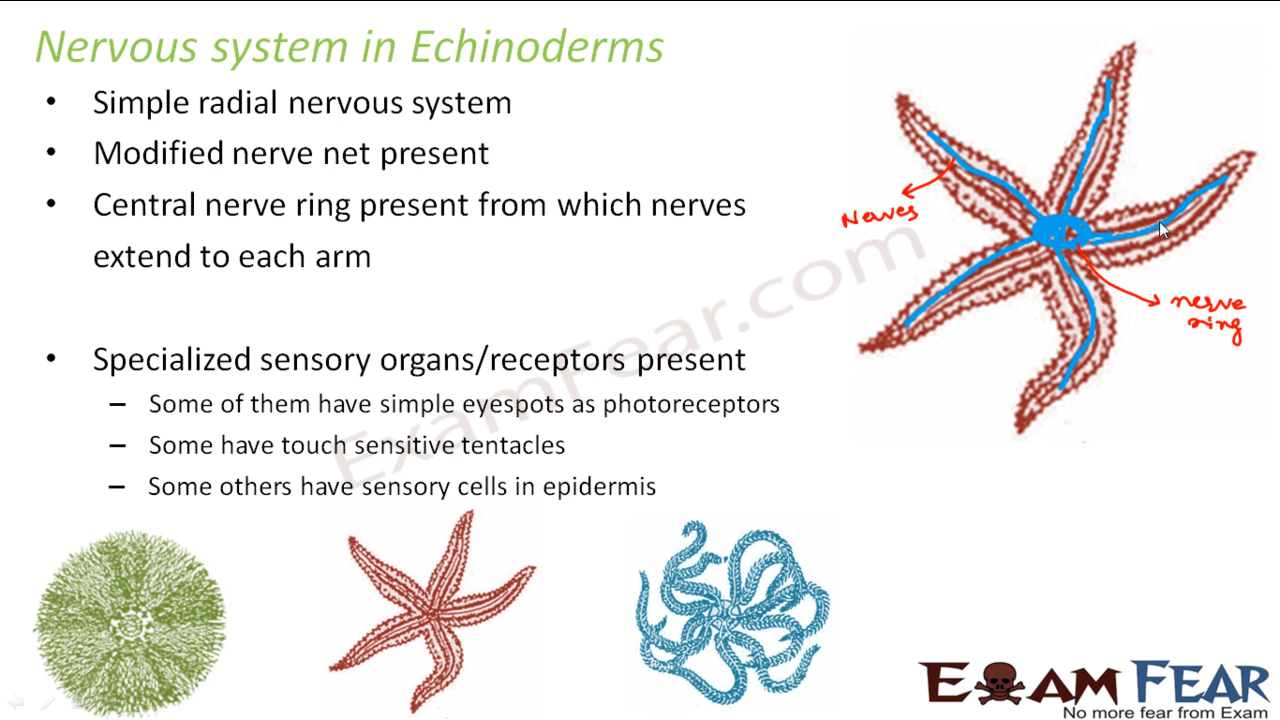 Nervous system in Echinoderms
• Simple radial nervous system
• Modified nerve net present
• Central nerve ring present from which nerves
extend to each arm
• Specialized sensory organs/receptors present
– Some of them have simple eyespots as photoreceptors
– Some have touch sensitive tentacles
– Some others have sensory cells in epidermis
Nerves
nerve
ring
ExamFear.com
EXAM FEAR
No more fear from Exam